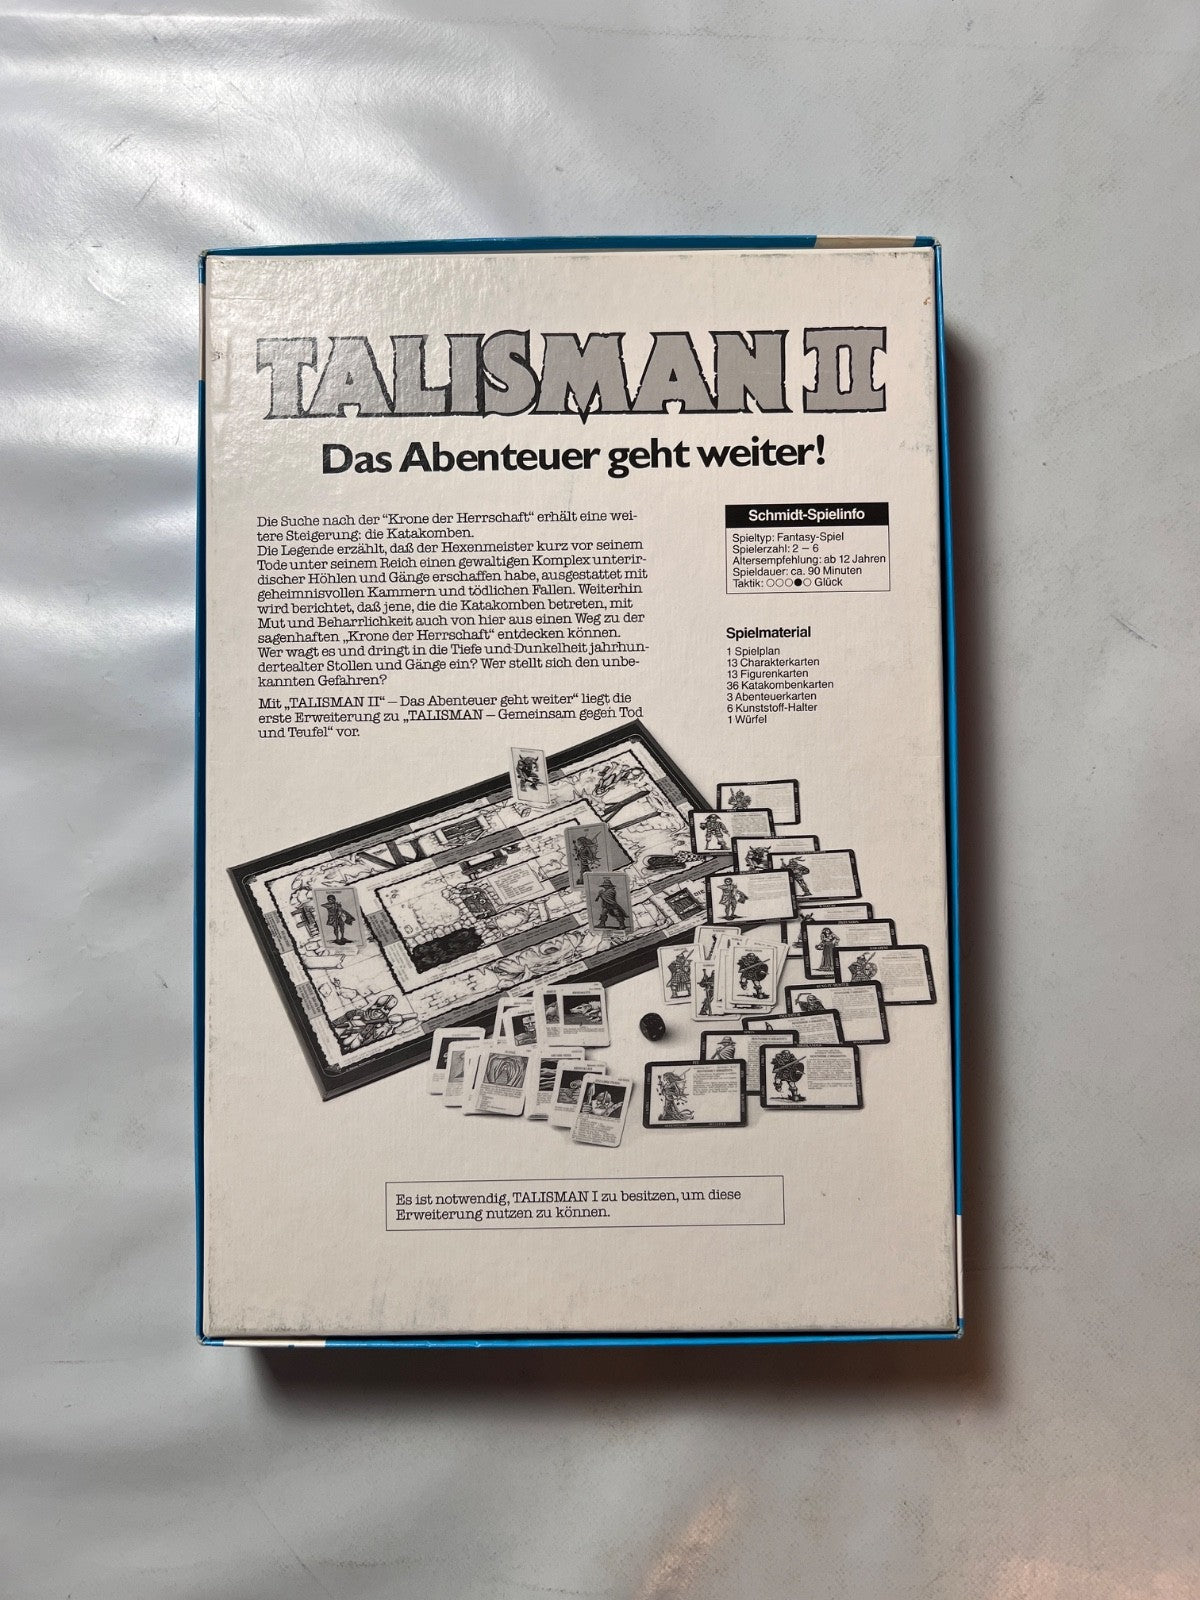 TALISMAN II
Das Abenteuer geht weiter!
Die Suche nach der “Krone der Herrschaft“ erhält eine wei-
tere Steigerung: die Katakomben.
Die Legende erzählt, daß der Hexenmeister kurz vor seinem
Tode unter seinem Reich einen gewaltigen Komplex unterir-
discher Höhlen und Gänge erschaffen habe, ausgestattet mit
geheimnisvollen Kammern und tödlichen Fallen. Weiterhin
wird berichtet, daß jene, die die Katakomben betreten, mit
Mut und Beharrlichkeit auch von hier aus einen Weg zu der
sagenhaften „Krone der Herrschaft“ entdecken können.
Wer wagt es und dringt in die Tiefe und Dunkelheit jahrhun-
dertealter Stollen und Gänge ein? Wer stellt sich den unbe-
kannten Gefahren?
Mit „TALISMAN II“ – Das Abenteuer geht weiter“ liegt die
erste Erweiterung zu „TALISMAN – Gemeinsam gegen Tod
und Teufel“ vor.
Schmidt-Spielinfo
Spieltyp: Fantasy-Spiel
Spielerzahl: 2 – 6
Altersempfehlung: ab 12 Jahren
Spieldauer: ca. 90 Minuten
Taktik: ○○○●○ Glück
Spielmaterial
1 Spielplan
13 Charakterkarten
13 Figurenkarten
36 Katakombenkarten
3 Abenteuerkarten
6 Kunststoff-Halter
1 Würfel
Es ist notwendig, TALISMAN I zu besitzen, um diese
Erweiterung nutzen zu können.